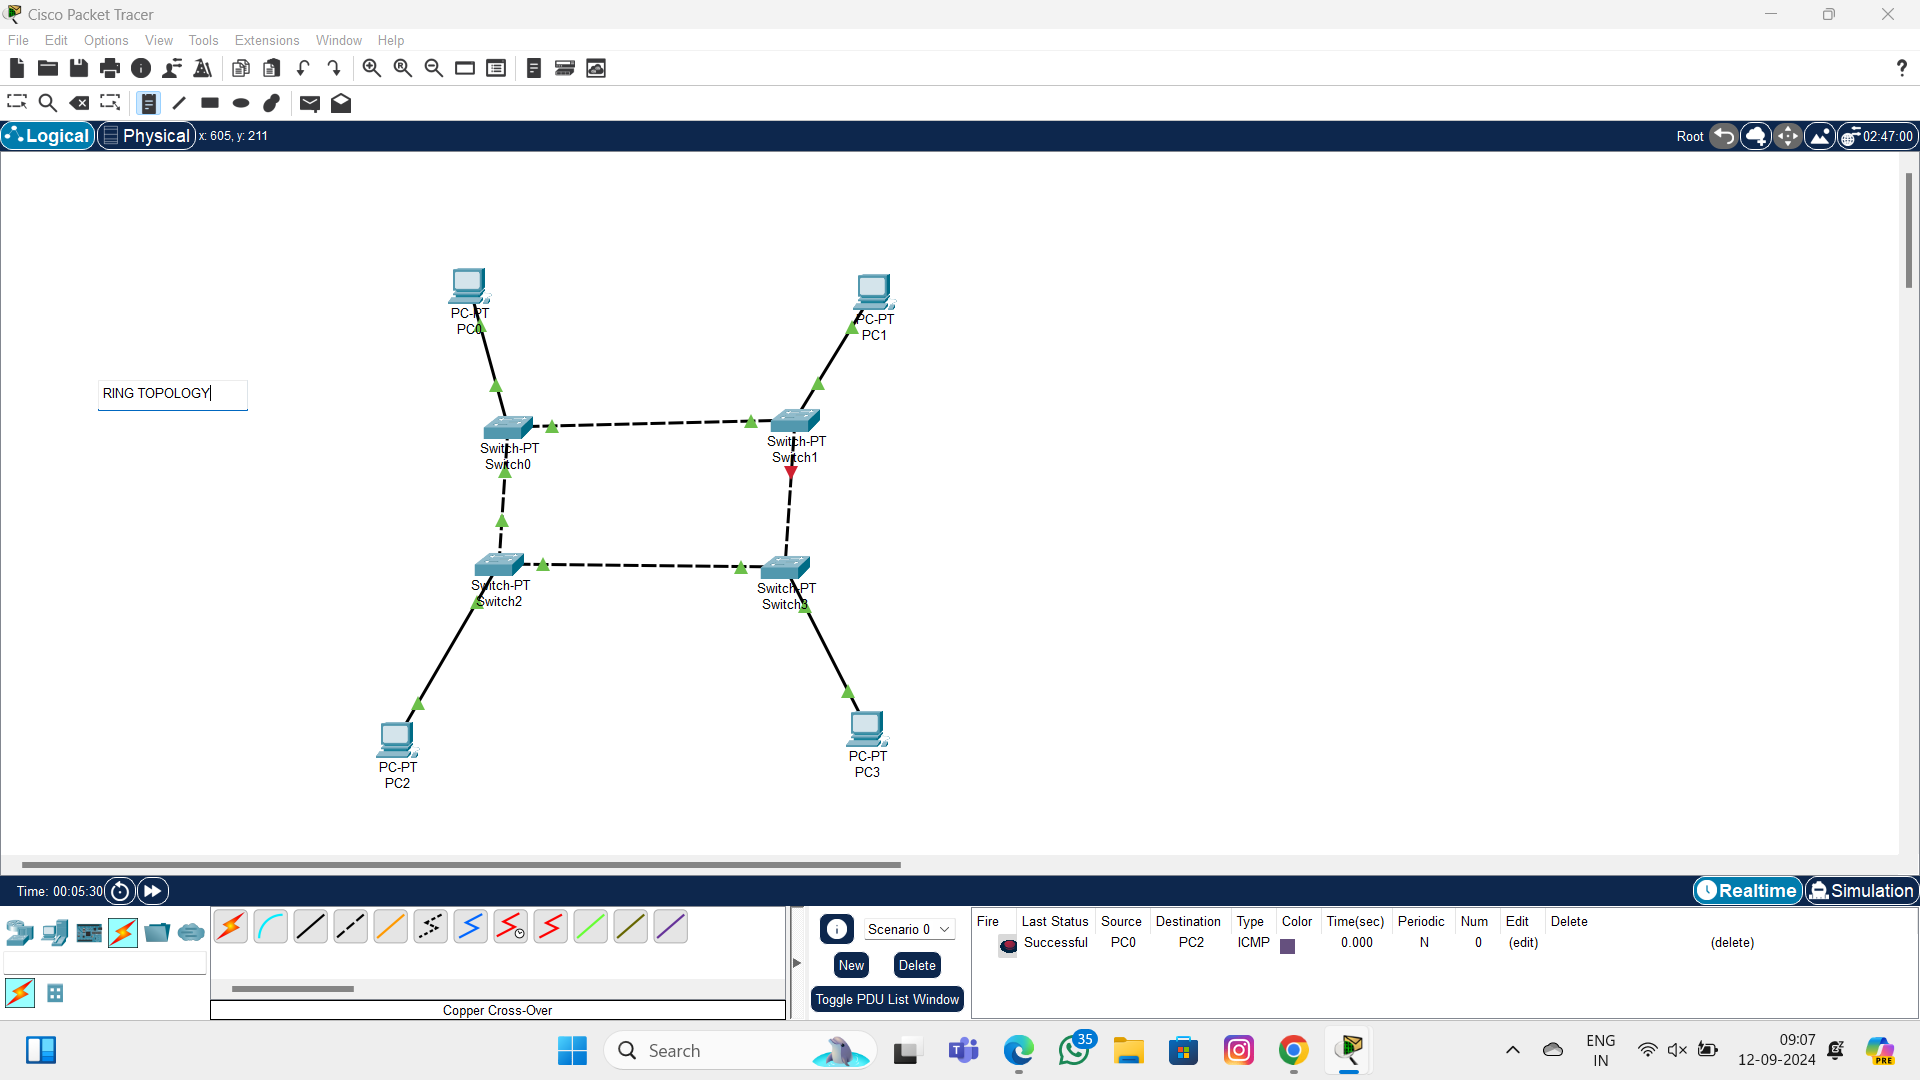 Cisco Packet Tracer
File Edit Options View Tools Extensions Window Help
?
Logical Physical x: 605, y: 211 Root 02:47:00
PC-PT
PC0
PC-PT
PC1
RING TOPOLOGY
Switch-PT
Switch0
Switch-PT
Switch1
Switch-PT
Switch2
Switch-PT
Switch3
PC-PT
PC2
PC-PT
PC3
Time: 00:05:30 Realtime Simulation
Scenario 0
New Delete
Toggle PDU List Window
Fire Last Status Source Destination Type Color Time(sec) Periodic Num Edit Delete
Successful PC0 PC2 ICMP 0.000 N 0 (edit) (delete)
Copper Cross-Over
Search
35
ENG
IN
09:07
12-09-2024
PRE